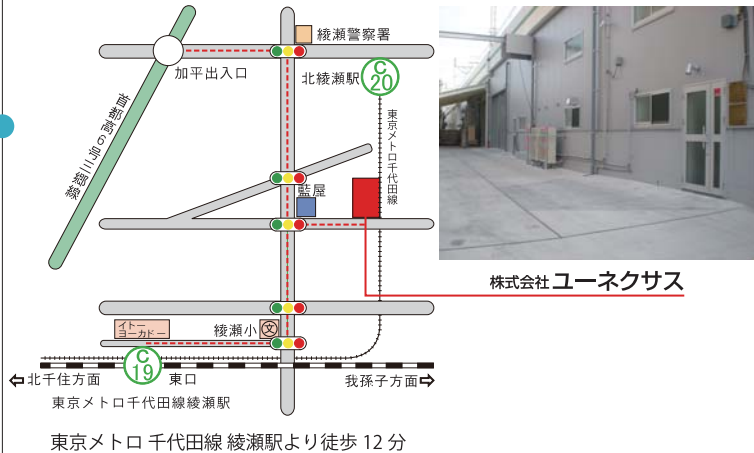 綾瀬警察署
加平出入口
北綾瀬駅
C
20
首都高6号三郷線
東京メトロ千代田線
藍屋
株式会社 ユーネクサス
イトー
ヨーカドー
綾瀬小
文
C
19
北千住方面
東口
我孫子方面
東京メトロ千代田線綾瀬駅
東京メトロ 千代田線 綾瀬駅より徒歩 12 分